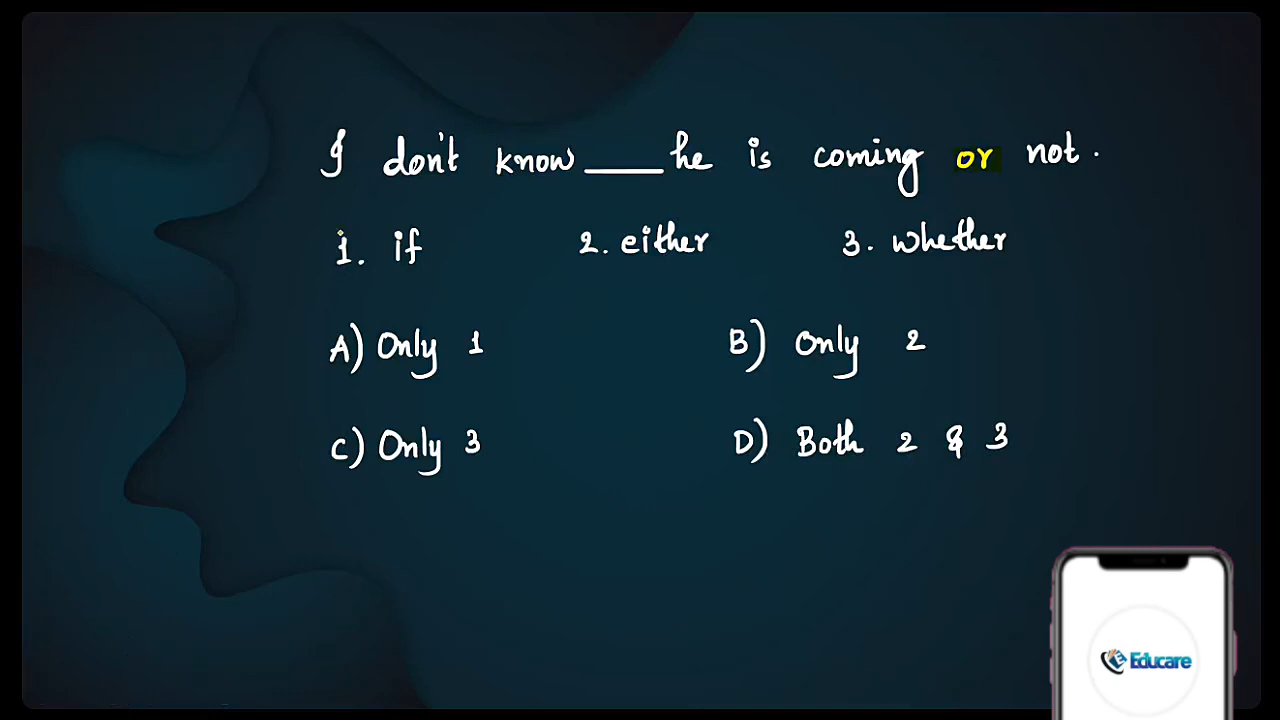 I don't know ____ he is coming or not.
1. if 2. either 3. whether
A) Only 1 B) Only 2
C) Only 3 D) Both 2 & 3
Educare